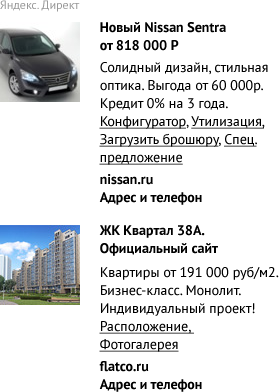 Яндекс. Директ
Новый Nissan Sentra
от 818 000 Р
Солидный дизайн, стильная
оптика. Выгода от 60 000р.
Кредит 0% на 3 года.
Конфигуратор, Утилизация,
Загрузить брошюру, Спец.
предложение
nissan.ru
Адрес и телефон
ЖК Квартал 38А.
Официальный сайт
Квартиры от 191 000 руб/м2.
Бизнес-класс. Монолит.
Индивидуальный проект!
Расположение,
Фотогалерея
flatco.ru
Адрес и телефон